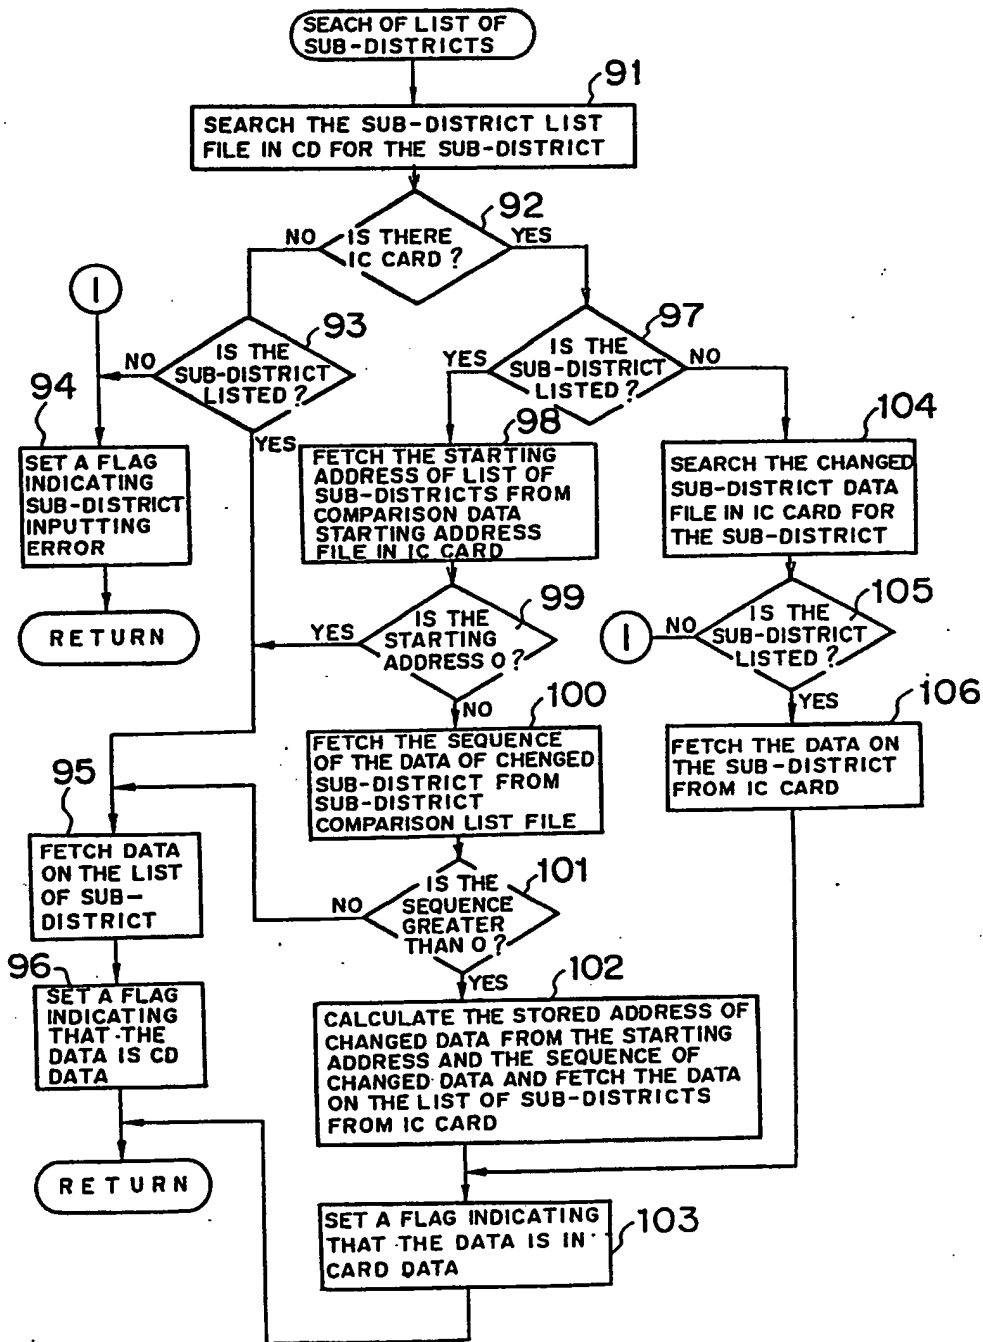 SEACH OF LIST OF
SUB-DISTRICTS
91
SEARCH THE SUB-DISTRICT LIST
FILE IN CD FOR THE SUB-DISTRICT
92
NO
IS THERE
IC CARD ?
YES
1
93
NO
IS THE
SUB-DISTRICT
LISTED ?
YES
97
YES
IS THE
SUB-DISTRICT
LISTED ?
NO
94
SET A FLAG
INDICATING
SUB-DISTRICT
INPUTTING
ERROR
RETURN
98
FETCH THE STARTING
ADDRESS OF LIST OF
SUB-DISTRICTS FROM
COMPARISON DATA
STARTING ADDRESS
FILE IN IC CARD
104
SEARCH THE CHANGED
SUB-DISTRICT DATA
FILE IN IC CARD FOR
THE SUB-DISTRICT
99
YES
IS THE
STARTING
ADDRESS 0 ?
NO
105
1
NO
IS THE
SUB-DISTRICT
LISTED ?
YES
100
FETCH THE SEQUENCE
OF THE DATA OF CHENGED
SUB-DISTRICT FROM
SUB-DISTRICT
COMPARISON LIST FILE
106
FETCH THE DATA ON
THE SUB-DISTRICT
FROM IC CARD
95
FETCH DATA
ON THE LIST
OF SUB-
DISTRICT
101
NO
IS THE
SEQUENCE
GREATER
THAN 0 ?
YES
96
SET A FLAG
INDICATING
THAT THE
DATA IS CD
DATA
102
CALCULATE THE STORED ADDRESS OF
CHANGED DATA FROM THE STARTING
ADDRESS AND THE SEQUENCE OF
CHANGED DATA AND FETCH THE DATA
ON THE LIST OF SUB-DISTRICTS
FROM IC CARD
RETURN
103
SET A FLAG INDICATING
THAT THE DATA IS IN
CARD DATA